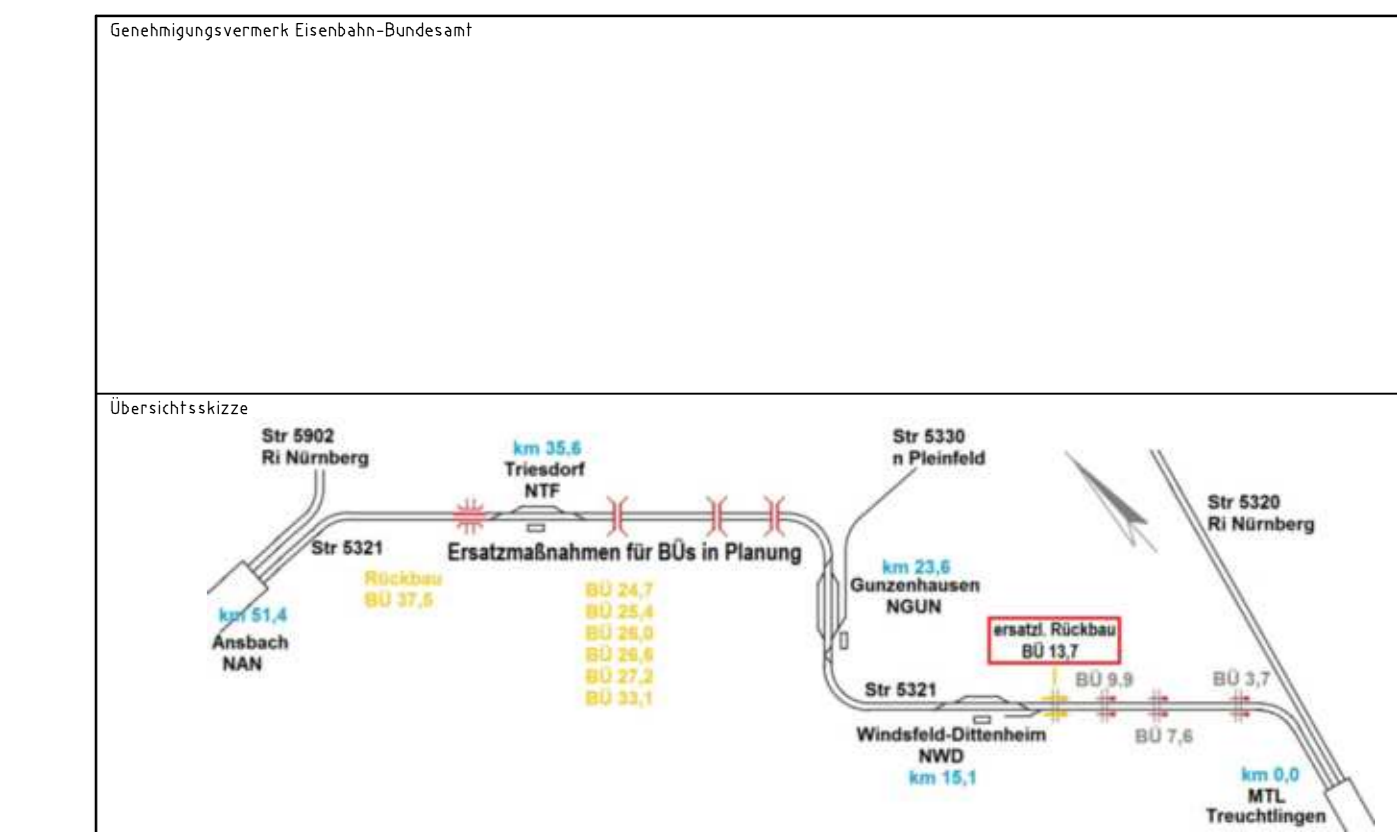 Genehmigungsvermerk Eisenbahn-Bundesamt
Übersichtsskizze
Str 5902
Ri Nürnberg
km 35,6
Triesdorf
NTF
Str 5330
n Pleinfeld
Str 5320
Ri Nürnberg
Str 5321
Ersatzmaßnahmen für BÜs in Planung
Rückbau
BÜ 37,5
BÜ 24,7
BÜ 25,4
BÜ 26,0
BÜ 26,6
BÜ 27,2
BÜ 33,1
km 51,4
Ansbach
NAN
km 23,6
Gunzenhausen
NGUN
ersatzl. Rückbau
BÜ 13,7
Str 5321
BÜ 9,9
BÜ 3,7
BÜ 7,6
Windsfeld-Dittenheim
NWD
km 15,1
km 0,0
MTL
Treuchtlingen